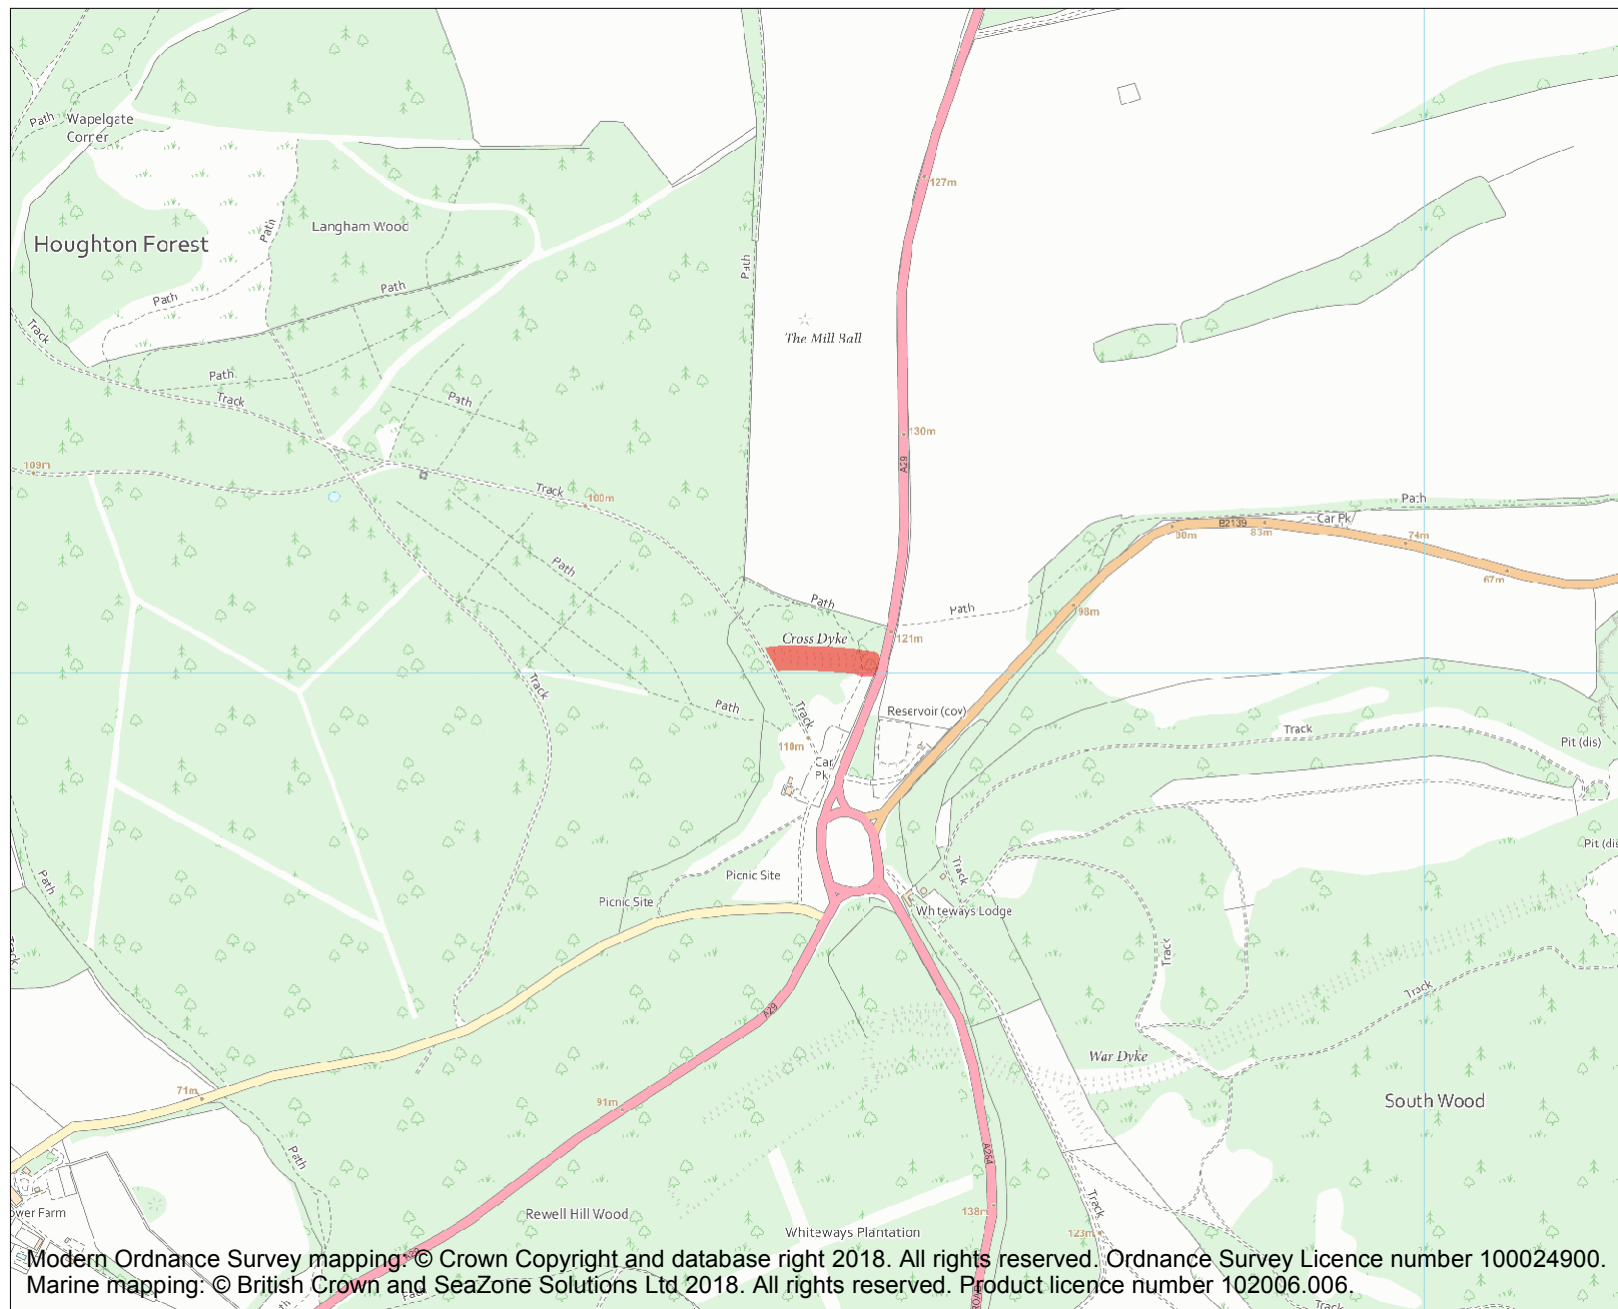 Path
Wapelgate
Corner
127m
Path
Langham Wood
Houghton Forest
Path
Path
Path
Track
The Mill Ball
Path
Track
Path
130m
A29
109m
Track
100m
Path
B2139
Car Pk
90m
83m
74m
67m
Path
Path
Path
98m
Cross Dyke
121m
Track
Path
Track
Reservoir (cov)
Track
Pit (dis)
110m
Car
Pk
Pit (dis
Path
Track
Picnic Site
Picnic Site
Whiteways Lodge
Track
Track
A29
War Dyke
71m
91m
South Wood
Path
A284
Track
ower Farm
Rewell Hill Wood
138m
Whiteways Plantation
123m
Modern Ordnance Survey mapping: © Crown Copyright and database right 2018. All rights reserved. Ordnance Survey Licence number 100024900.
Marine mapping: © British Crown and SeaZone Solutions Ltd 2018. All rights reserved. Product licence number 102006.006.
Track